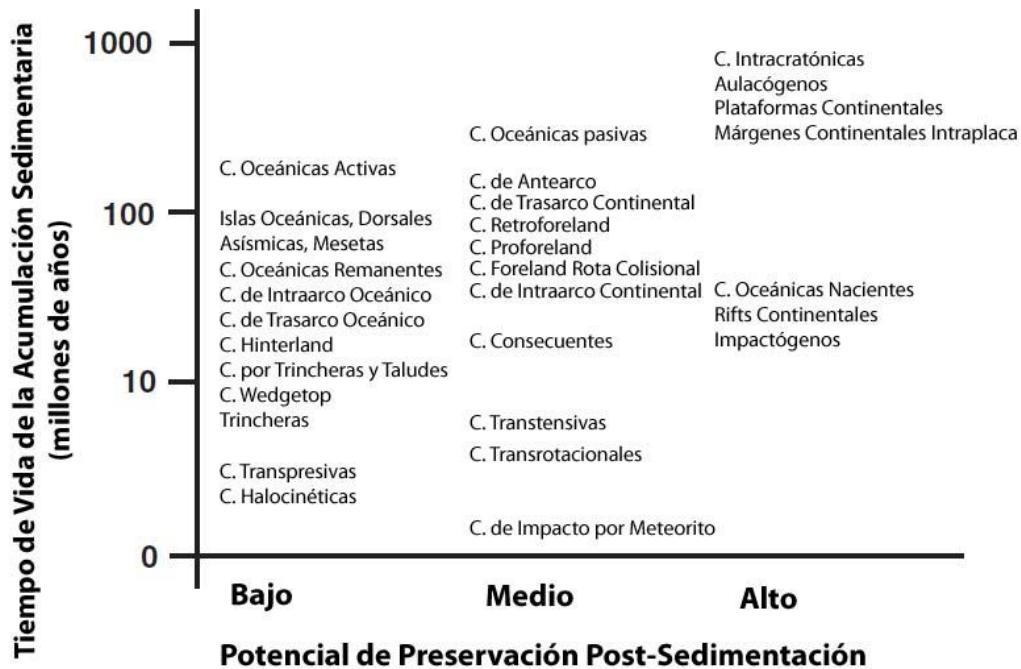 Tiempo de Vida de la Acumulación Sedimentaria
(millones de años)
1000
100
10
0
C. Oceánicas Activas
Islas Oceánicas, Dorsales
Asísmicas, Mesetas
C. Oceánicas Remanentes
C. de Intraarco Oceánico
C. de Trasarco Oceánico
C. Hinterland
C. por Trincheras y Taludes
C. Wedgetop
Trincheras
C. Transpresivas
C. Halocinéticas
C. Oceánicas pasivas
C. de Antearco
C. de Trasarco Continental
C. Retroforeland
C. Proforeland
C. Foreland Rota Colisional
C. de Intraarco Continental
C. Consecuentes
C. Transtensivas
C. Transrotacionales
C. de Impacto por Meteorito
C. Intracratónicas
Aulacógenos
Plataformas Continentales
Márgenes Continentales Intraplaca
C. Oceánicas Nacientes
Rifts Continentales
Impactógenos
Bajo
Medio
Alto
Potencial de Preservación Post-Sedimentación